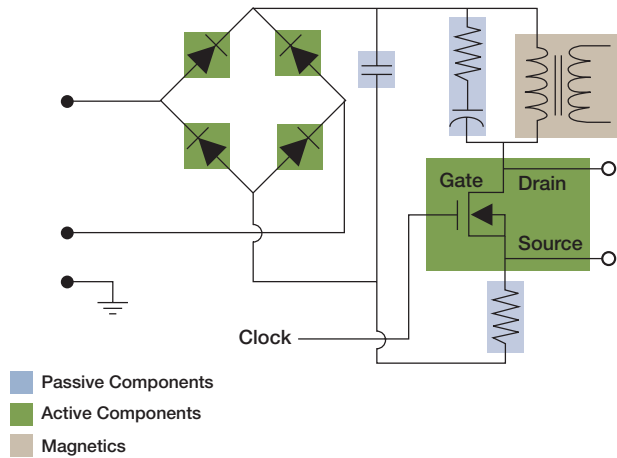 Gate
Drain
Source
Clock
Passive Components
Active Components
Magnetics